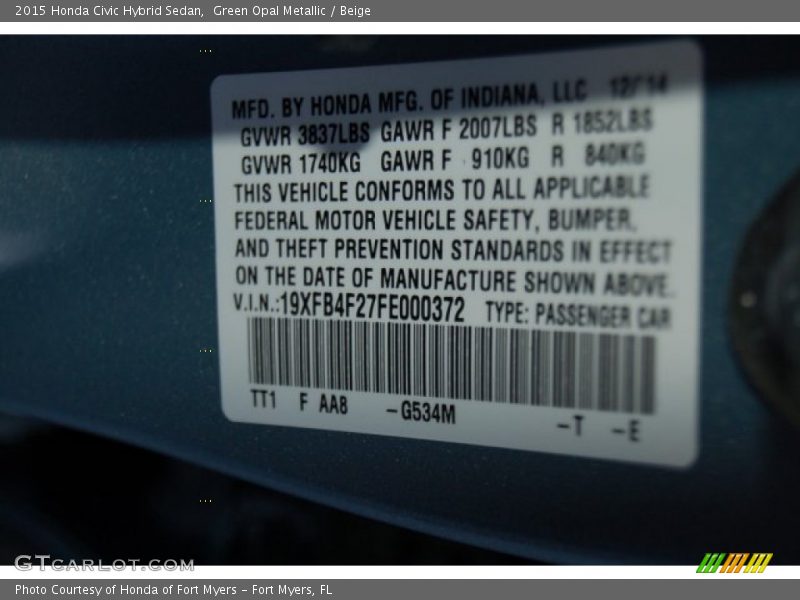 2015 Honda Civic Hybrid Sedan,  Green Opal Metallic / Beige
MFD. BY HONDA MFG. OF INDIANA, LLC 12/14
GVWR 3837LBS GAWR F 2007LBS R 1852LBS
GVWR 1740KG GAWR F 910KG R 840KG
THIS VEHICLE CONFORMS TO ALL APPLICABLE
FEDERAL MOTOR VEHICLE SAFETY, BUMPER,
AND THEFT PREVENTION STANDARDS IN EFFECT
ON THE DATE OF MANUFACTURE SHOWN ABOVE.
V.I.N.:19XFB4F27FE000372 TYPE: PASSENGER CAR
TT1 F AA8 -G534M -T -E
GTCARLOT.COM
Photo Courtesy of Honda of Fort Myers - Fort Myers, FL